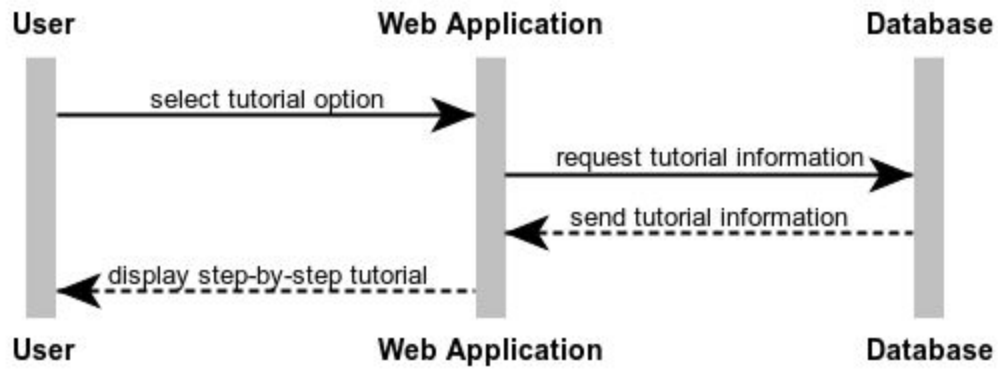 User
Web Application
Database
select tutorial option
request tutorial information
send tutorial information
display step-by-step tutorial
User
Web Application
Database